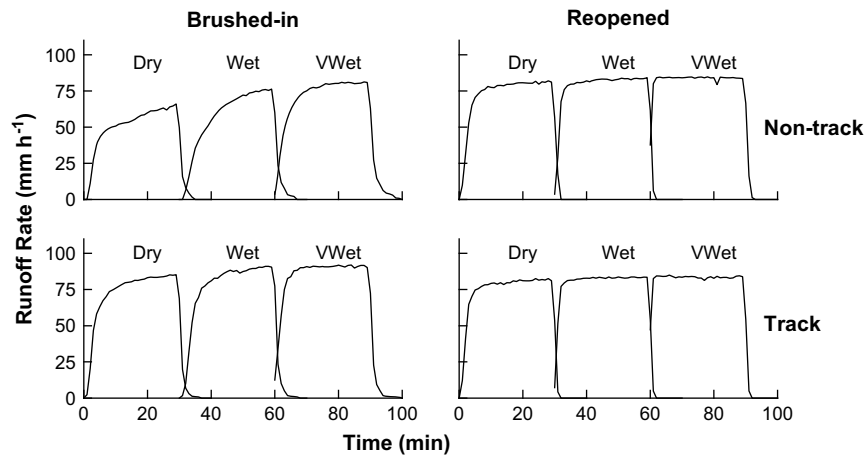 Brushed-in Reopened
100 Dry Wet VWet Dry Wet VWet
75
50 Non-track
25
0
Runoff Rate (mm h⁻¹)
100 Dry Wet VWet Dry Wet VWet
75
50 Track
25
0
0 20 40 60 80 100 0 20 40 60 80 100
Time (min)